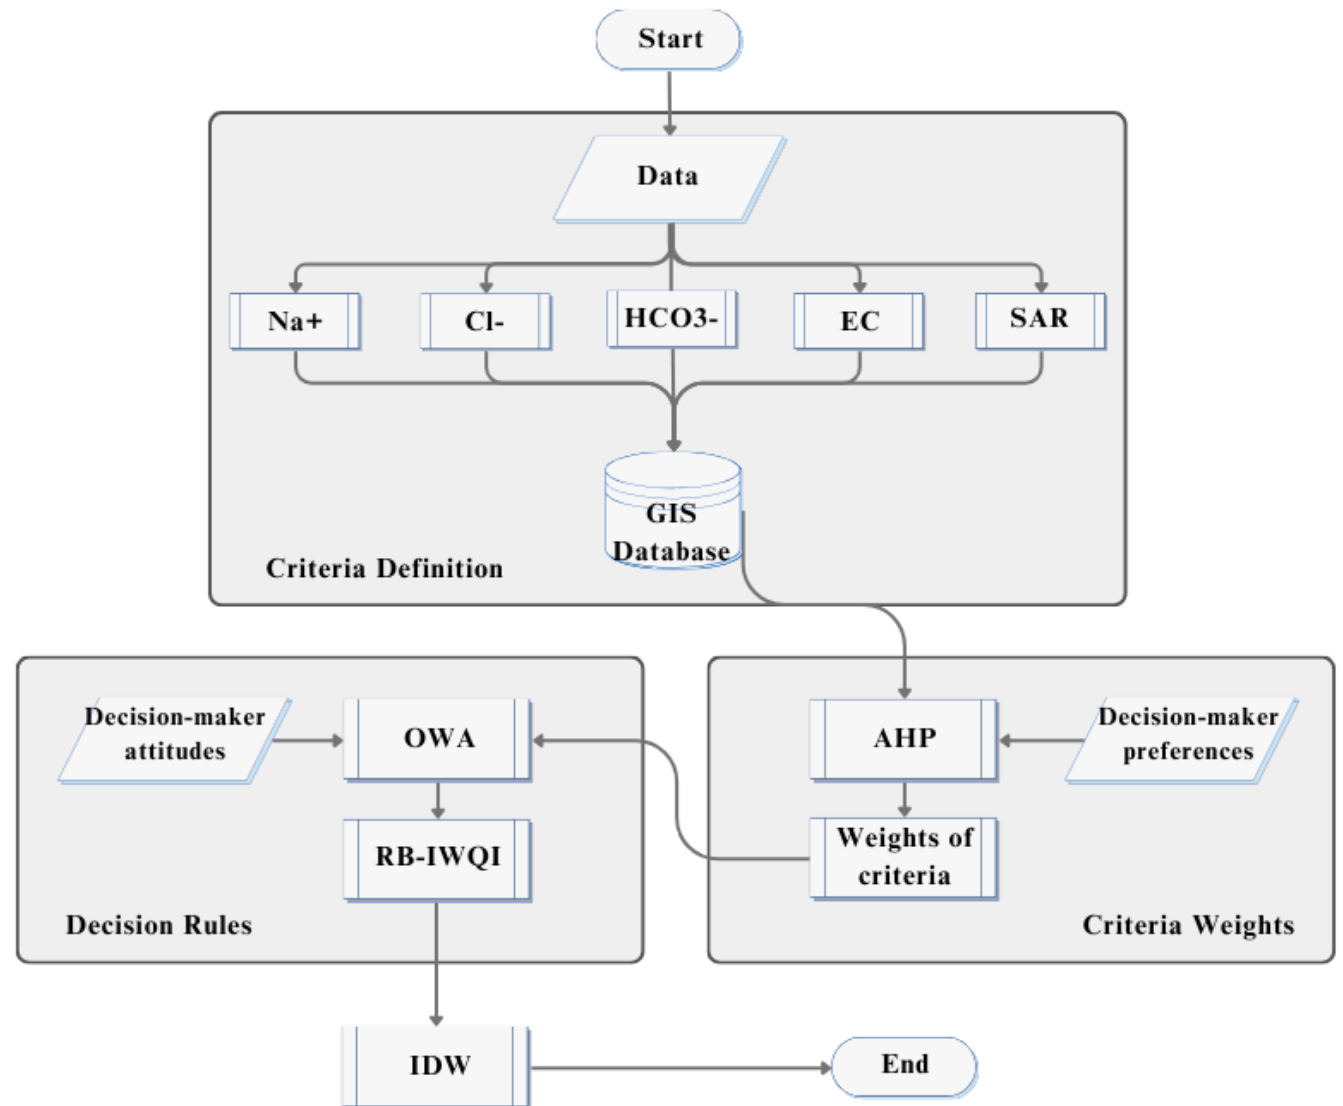 Start
Data
Na+
Cl-
HCO3-
EC
SAR
GIS
Database
Criteria Definition
Decision-maker
attitudes
OWA
AHP
Decision-maker
preferences
RB-IWQI
Weights of
criteria
Decision Rules
Criteria Weights
IDW
End